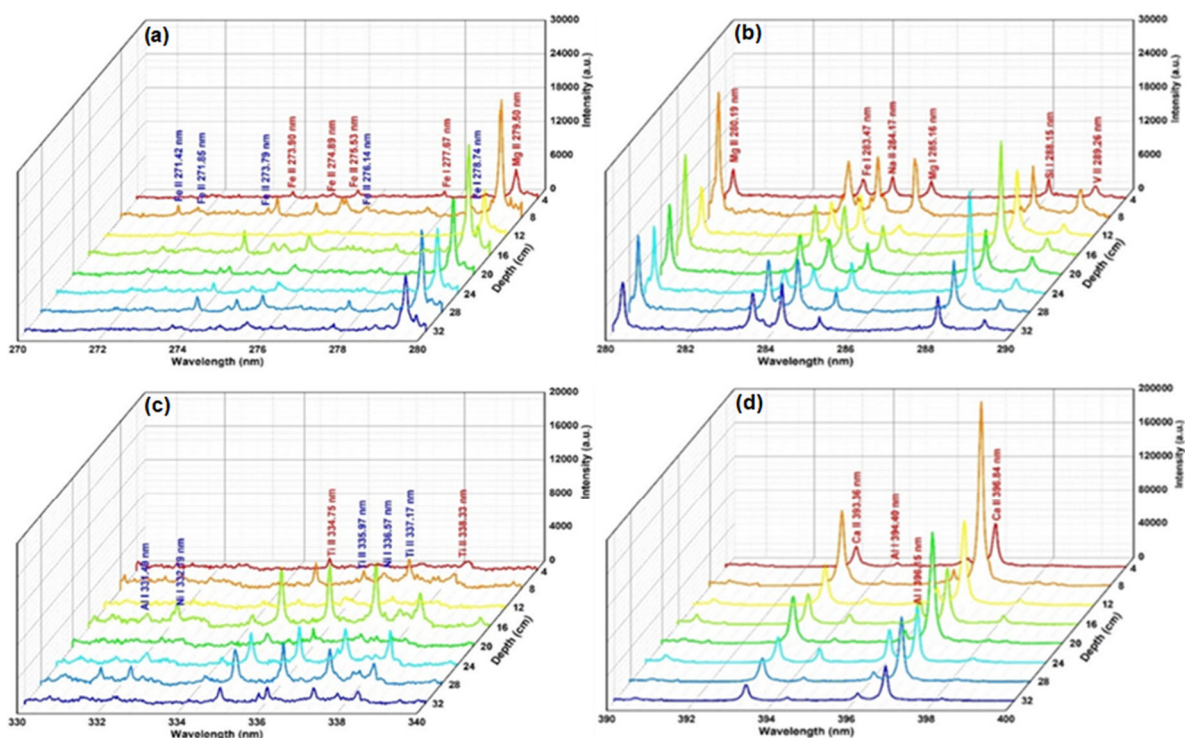 (a)
30000
24000
18000
12000
6000
0
Intensity (a.u.)
Fe II 271.42 nm
Fe II 271.85 nm
Fe II 273.79 nm
Fe II 273.90 nm
Fe II 274.89 nm
Fe II 275.53 nm
Fe II 276.14 nm
Fe I 277.67 nm
Fe I 278.74 nm
Mg II 279.50 nm
4
8
12
16
20
24
28
32
Depth (cm)
270
272
274
276
278
280
Wavelength (nm)
(b)
30000
24000
18000
12000
6000
0
Intensity (a.u.)
Mg II 280.19 nm
Fe I 283.47 nm
Na II 284.17 nm
Mg I 285.16 nm
Si I 288.15 nm
V II 289.26 nm
4
8
12
16
20
24
28
32
Depth (cm)
280
282
284
286
288
290
Wavelength (nm)
(c)
20000
16000
12000
8000
4000
0
Intensity (a.u.)
Ti II 334.75 nm
Ti II 335.97 nm
Ni I 336.57 nm
Ti II 337.17 nm
Ti II 338.33 nm
4
8
12
16
20
24
28
32
Depth (cm)
330
332
334
336
338
340
Wavelength (nm)
(d)
200000
160000
120000
80000
40000
0
Intensity (a.u.)
Ca II 393.36 nm
Al I 394.40 nm
Al I 396.15 nm
Ca II 396.84 nm
4
8
12
16
20
24
28
32
Depth (cm)
390
392
394
396
398
400
Wavelength (nm)